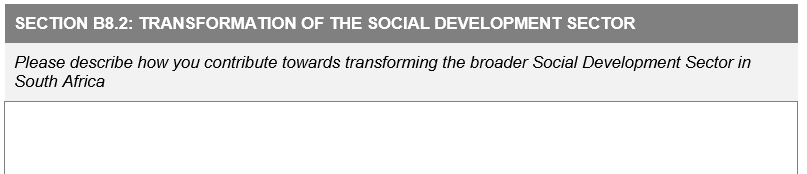 SECTION B8.2: TRANSFORMATION OF THE SOCIAL DEVELOPMENT SECTOR
Please describe how you contribute towards transforming the broader Social Development Sector in
South Africa